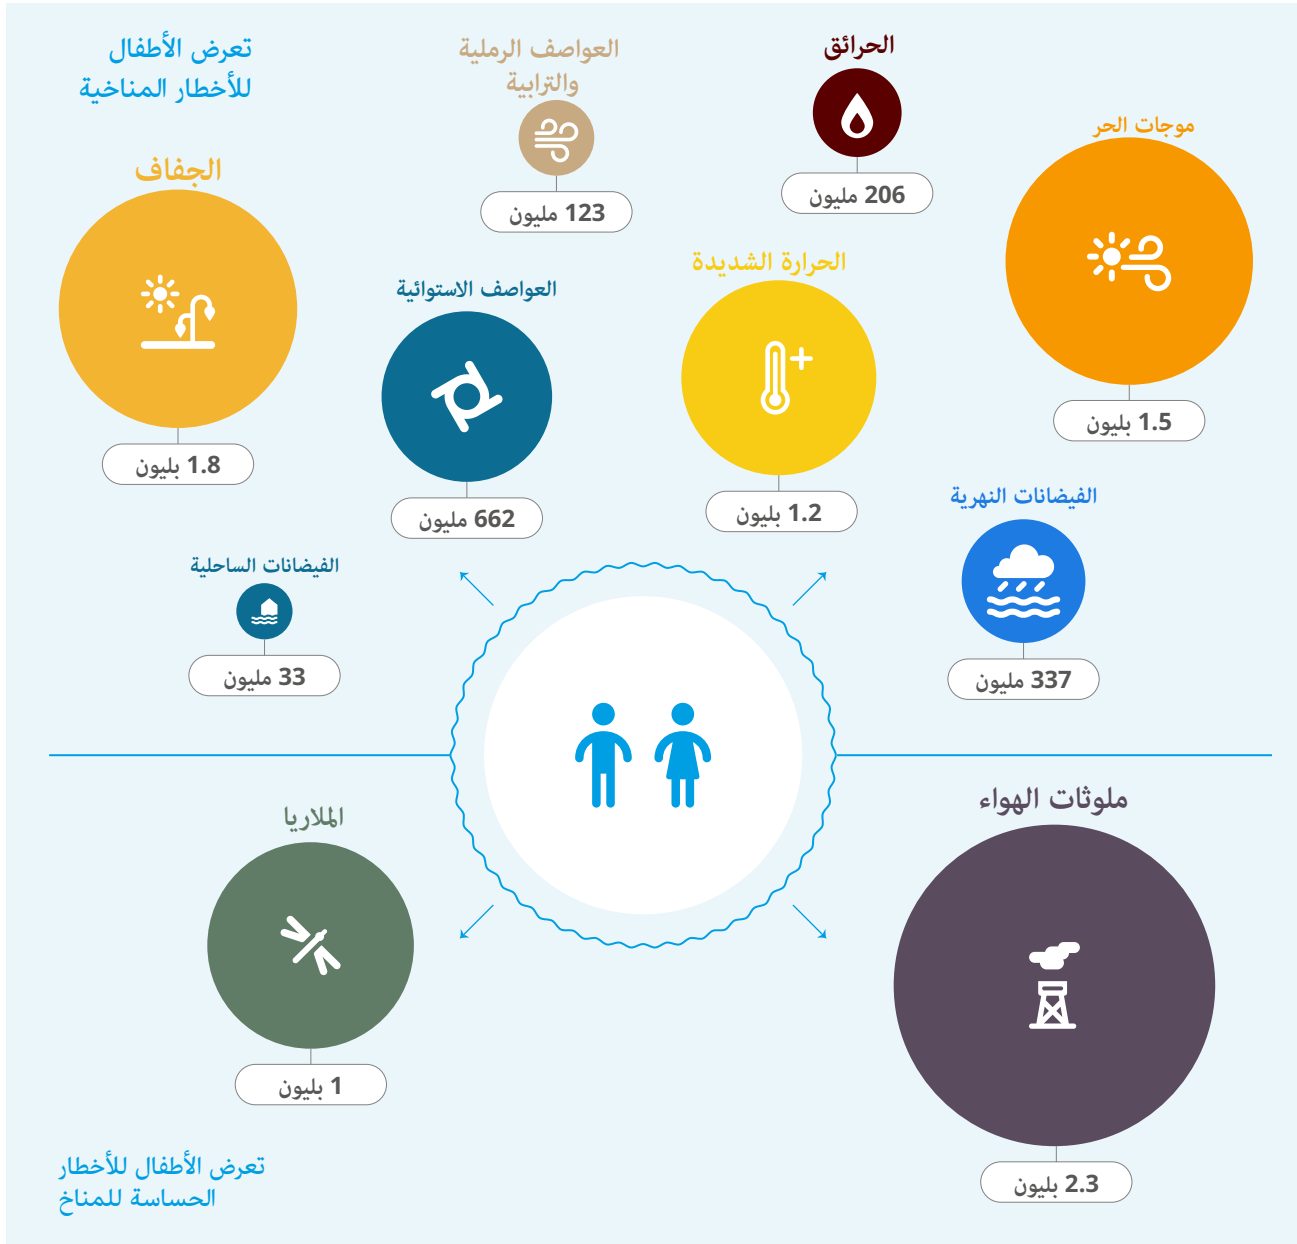 تعرض الأطفال
للأخطار المناخية
العواصف الرملية
والترابية
123 مليون
الحرائق
206 مليون
موجات الحر
1.5 بليون
الجفاف
1.8 بليون
العواصف الاستوائية
662 مليون
الحرارة الشديدة
1.2 بليون
الفيضانات النهرية
337 مليون
الفيضانات الساحلية
33 مليون
ملوثات الهواء
2.3 بليون
الملاريا
1 بليون
تعرض الأطفال للأخطار
الحساسة للمناخ